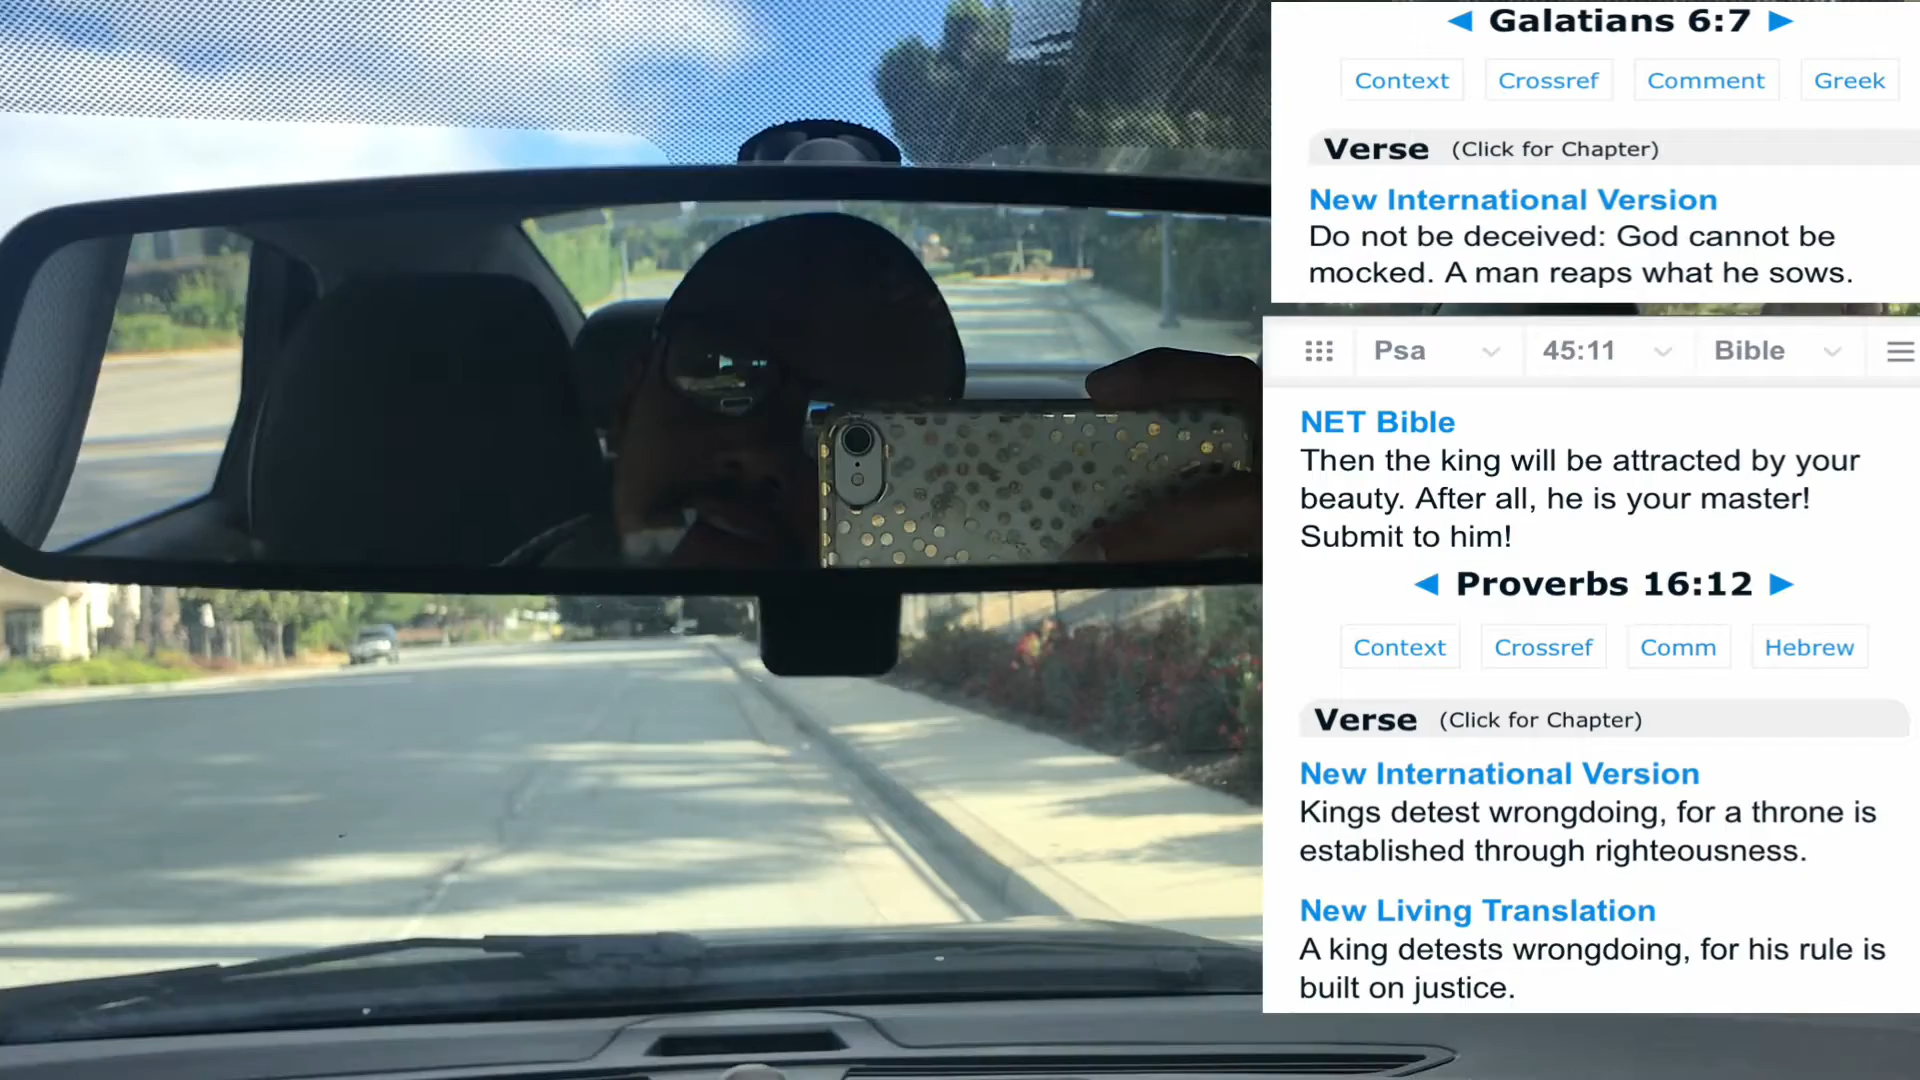 Galatians 6:7
Context Crossref Comment Greek
Verse (Click for Chapter)
New International Version
Do not be deceived: God cannot be
mocked. A man reaps what he sows.
Psa 45:11 Bible
NET Bible
Then the king will be attracted by your
beauty. After all, he is your master!
Submit to him!
Proverbs 16:12
Context Crossref Comm Hebrew
Verse (Click for Chapter)
New International Version
Kings detest wrongdoing, for a throne is
established through righteousness.
New Living Translation
A king detests wrongdoing, for his rule is
built on justice.